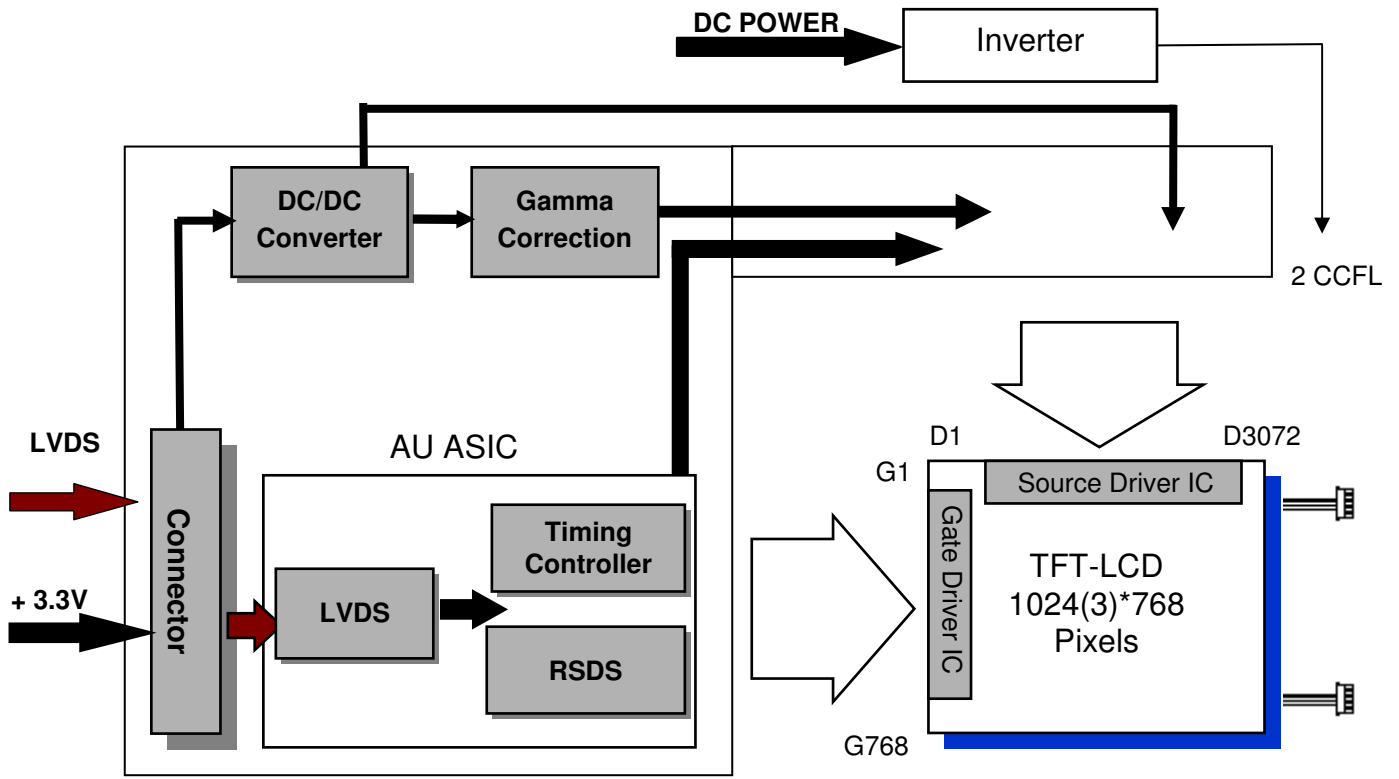 DC POWER
Inverter
DC/DC
Converter
Gamma
Correction
2 CCFL
LVDS
+ 3.3V
Connector
AU ASIC
LVDS
Timing
Controller
RSDS
D1
D3072
G1
G768
Source Driver IC
Gate Driver IC
TFT-LCD
1024(3)*768
Pixels